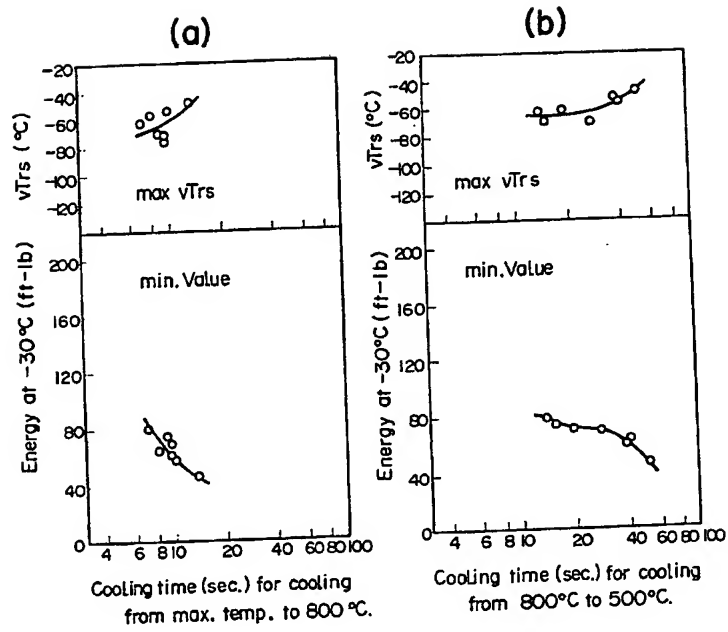 (a)
(b)
-20
-40
-60
-80
-100
-120
vTrs (°C)
max vTrs
-20
-40
-60
-80
-100
-120
vTrs (°C)
max vTrs
200
160
120
80
40
0
Energy at -30°C (ft-lb)
min. Value
200
160
120
80
40
0
Energy at -30°C (ft-lb)
min. Value
4 6 8 10 20 40 60 80 100
4 6 8 10 20 40 60 80 100
Cooling time (sec.) for cooling
from max. temp. to 800°C.
Cooling time (sec.) for cooling
from 800°C to 500°C.